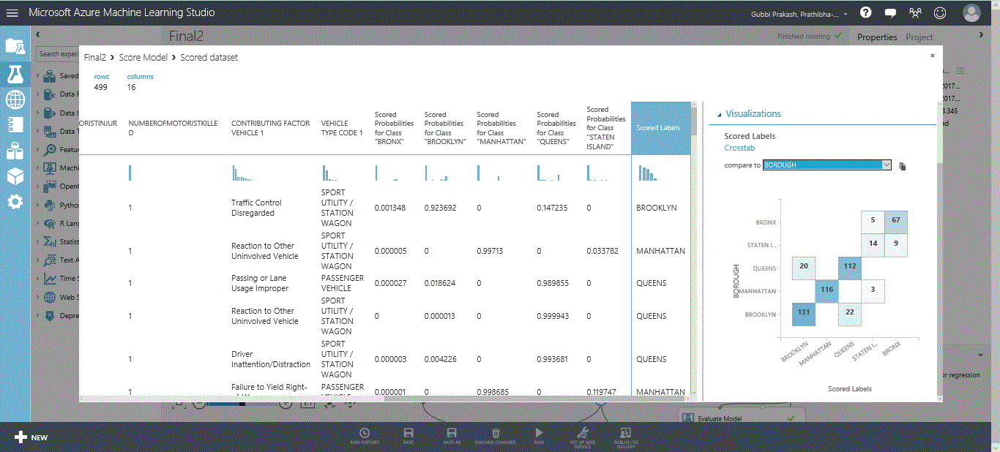 Microsoft Azure Machine Learning Studio
Gubbi Prakash, Prathibha-...
Final2
Finished running
Properties
Project
Search experi
Final2 > Score Model > Scored dataset
rows
columns
499
16
ORISTINJUR
NUMBEROFMOTORISTKILLE
D
CONTRIBUTING FACTOR
VEHICLE 1
VEHICLE
TYPE CODE 1
Scored
Probabilities
for Class
"BRONX"
Scored
Probabilities
for Class
"BROOKLYN"
Scored
Probabilities
for Class
"MANHATTAN"
Scored
Probabilities
for Class
"QUEENS"
Scored
Probabilities
for Class
"STATEN
ISLAND"
Scored Labels
1
Traffic Control
Disregarded
SPORT
UTILITY /
STATION
WAGON
0.001348
0.923692
0
0.147235
0
BROOKLYN
1
Reaction to Other
Uninvolved Vehicle
SPORT
UTILITY /
STATION
WAGON
0.000005
0
0.99713
0
0.033782
MANHATTAN
1
Passing or Lane
Usage Improper
PASSENGER
VEHICLE
0.000027
0.018624
0
0.989855
0
QUEENS
1
Reaction to Other
Uninvolved Vehicle
SPORT
UTILITY /
STATION
WAGON
0
0.000013
0
0.999943
0
QUEENS
1
Driver
Inattention/Distraction
SPORT
UTILITY /
STATION
WAGON
0.000003
0.004226
0
0.993681
0
QUEENS
1
Failure to Yield Right-
PASSENGER
0.000001
0
0.998685
0
0.119747
MANHATTAN
Visualizations
Scored Labels
Crosstab
compare to
BOROUGH
BOROUGH
BRONX
STATEN I...
QUEENS
MANHATTAN
BROOKLYN
5
67
14
9
20
112
116
3
131
22
BROOKLYN
MANHATTAN
QUEENS
STATEN I...
BRONX
Scored Labels
Saved
Data F
Data I
Data T
Featur
Machi
OpenC
Pytho
R Lang
Statist
Text A
Time S
Web S
Depre
2017...
2017...
3.345
ed
or regression
Evaluate Model
NEW
RUN HISTORY
SAVE
SAVE AS
DISCARD CHANGES
RUN
SET UP WEB
SERVICE
PUBLISH TO
GALLERY